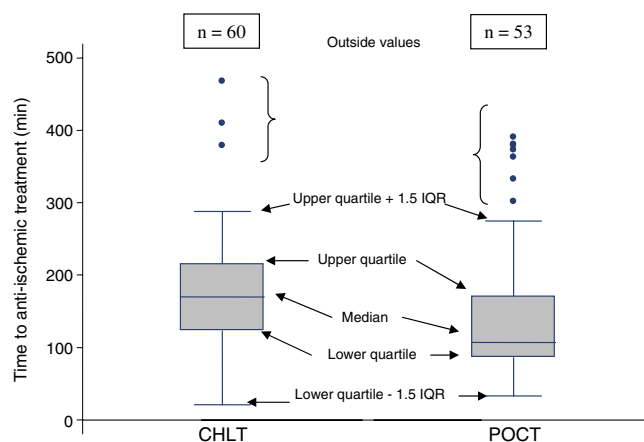 n = 60
Outside values
n = 53
Time to anti-ischemic treatment (min)
500
400
300
200
100
0
Upper quartile + 1.5 IQR
Upper quartile
Median
Lower quartile
Lower quartile - 1.5 IQR
CHLT
POCT